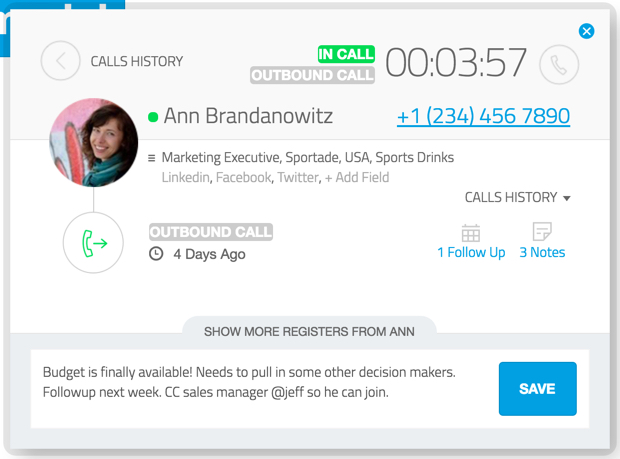 CALLS HISTORY
IN CALL
OUTBOUND CALL
00:03:57
Ann Brandanowitz
+1 (234) 456 7890
Marketing Executive, Sportade, USA, Sports Drinks
Linkedin, Facebook, Twitter, + Add Field
CALLS HISTORY
OUTBOUND CALL
4 Days Ago
1 Follow Up
3 Notes
SHOW MORE REGISTERS FROM ANN
Budget is finally available! Needs to pull in some other decision makers.
Followup next week. CC sales manager @jeff so he can join.
SAVE